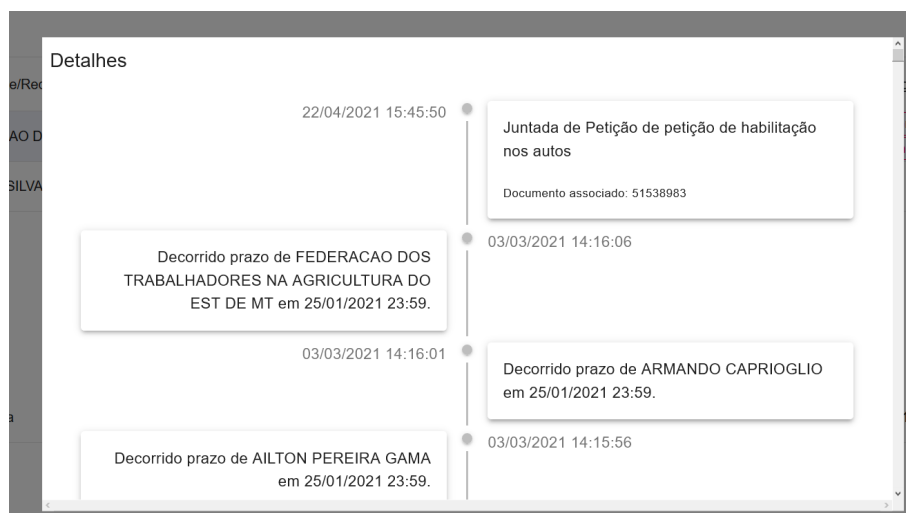 Detalhes
e/Rec
AO D
SILVA
22/04/2021 15:45:50
Juntada de Petição de petição de habilitação
nos autos
Documento associado: 51538983
03/03/2021 14:16:06
Decorrido prazo de FEDERACAO DOS
TRABALHADORES NA AGRICULTURA DO
EST DE MT em 25/01/2021 23:59.
03/03/2021 14:16:01
Decorrido prazo de ARMANDO CAPRIOGLIO
em 25/01/2021 23:59.
a
03/03/2021 14:15:56
Decorrido prazo de AILTON PEREIRA GAMA
em 25/01/2021 23:59.